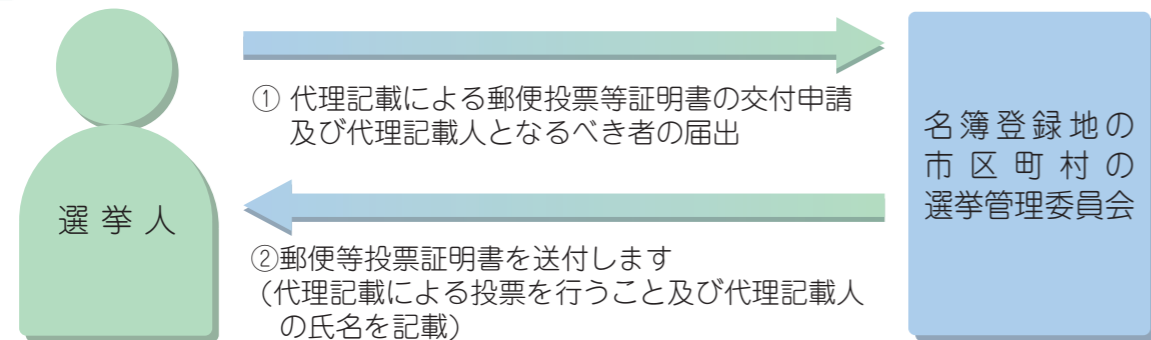 選挙人
① 代理記載による郵便投票等証明書の交付申請
及び代理記載人となるべき者の届出
②郵便等投票証明書を送付します
（代理記載による投票を行うこと及び代理記載人
の氏名を記載）
名簿登録地の
市区町村の
選挙管理委員会